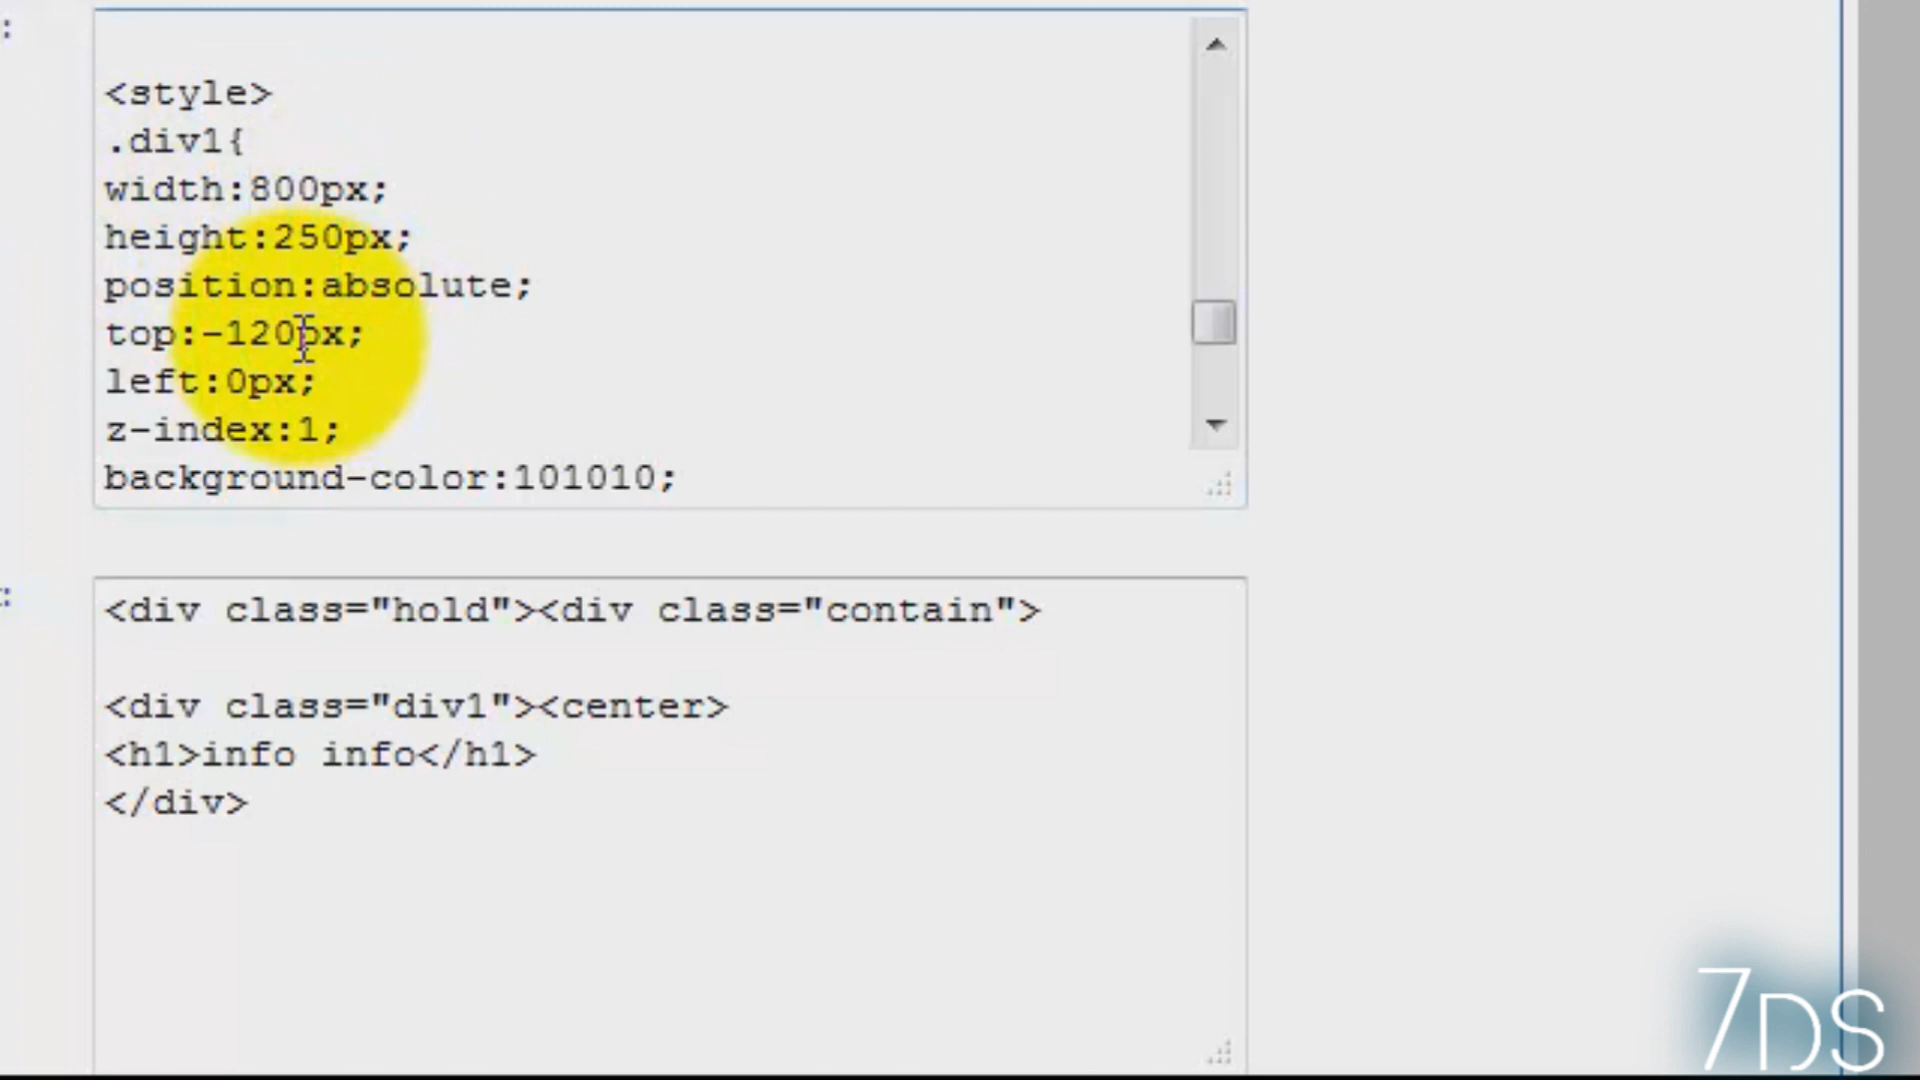 :
<style>
.div1{
width:800px;
height:250px;
position:absolute;
top:-120px;
left:0px;
z-index:1;
background-color:101010;
:
<div class="hold"><div class="contain">
<div class="div1"><center>
<h1>info info</h1>
</div>
7DS